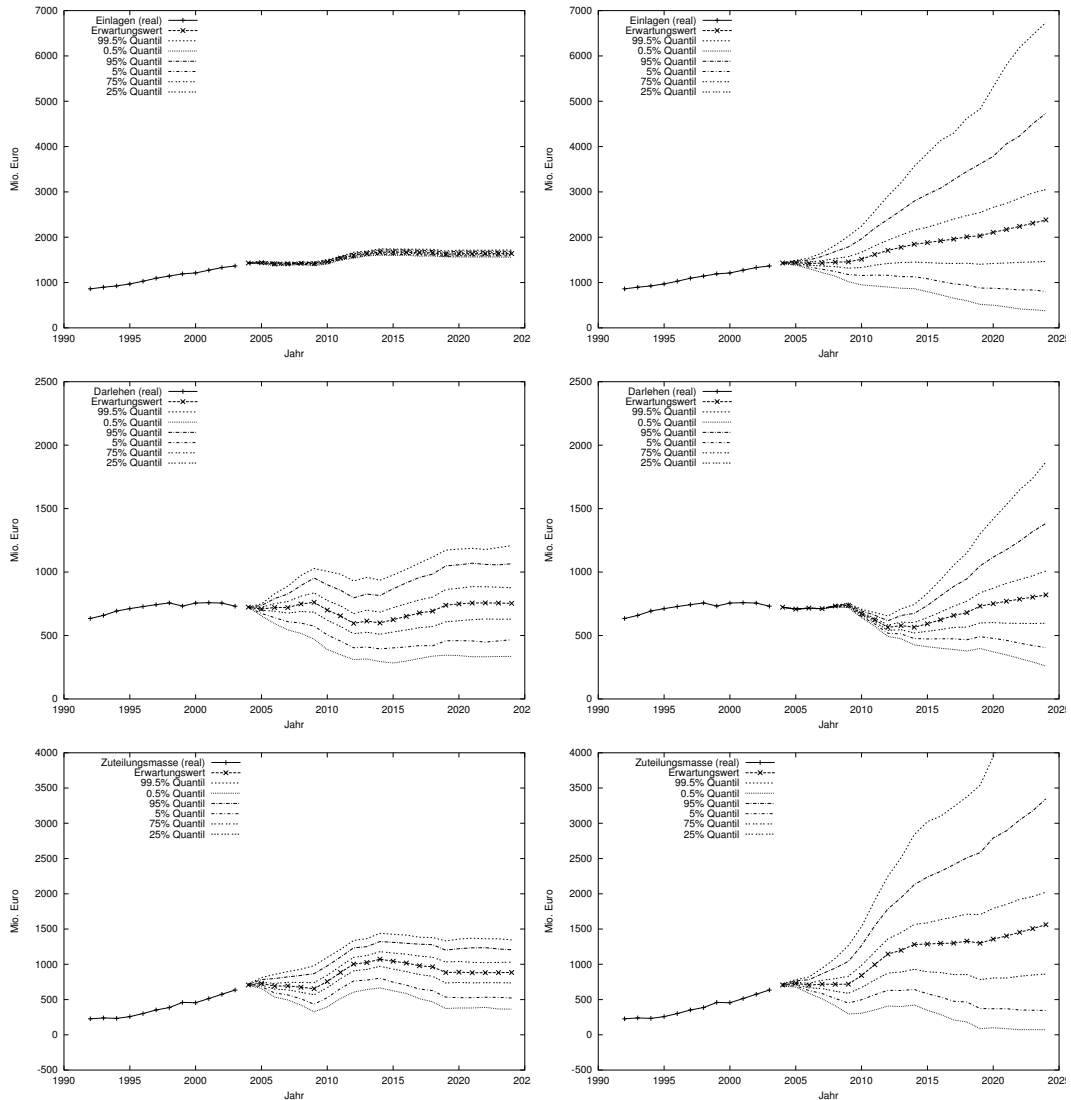 7000
6000
5000
4000
3000
2000
1000
0
Mio. Euro
Einlagen (real)
Erwartungswert
99.5% Quantil
0.5% Quantil
95% Quantil
5% Quantil
75% Quantil
25% Quantil
1990 1995 2000 2005 2010 2015 2020 202
Jahr
7000
6000
5000
4000
3000
2000
1000
0
Mio. Euro
Einlagen (real)
Erwartungswert
99.5% Quantil
0.5% Quantil
95% Quantil
5% Quantil
75% Quantil
25% Quantil
1990 1995 2000 2005 2010 2015 2020 2025
Jahr
2500
2000
1500
1000
500
0
Mio. Euro
Darlehen (real)
Erwartungswert
99.5% Quantil
0.5% Quantil
95% Quantil
5% Quantil
75% Quantil
25% Quantil
1990 1995 2000 2005 2010 2015 2020 202
Jahr
2500
2000
1500
1000
500
0
Mio. Euro
Darlehen (real)
Erwartungswert
99.5% Quantil
0.5% Quantil
95% Quantil
5% Quantil
75% Quantil
25% Quantil
1990 1995 2000 2005 2010 2015 2020 2025
Jahr
4000
3500
3000
2500
2000
1500
1000
500
0
-500
Mio. Euro
Zuteilungsmasse (real)
Erwartungswert
99.5% Quantil
0.5% Quantil
95% Quantil
5% Quantil
75% Quantil
25% Quantil
1990 1995 2000 2005 2010 2015 2020 202
Jahr
4000
3500
3000
2500
2000
1500
1000
500
0
-500
Mio. Euro
Zuteilungsmasse (real)
Erwartungswert
99.5% Quantil
0.5% Quantil
95% Quantil
5% Quantil
75% Quantil
25% Quantil
1990 1995 2000 2005 2010 2015 2020 2025
Jahr